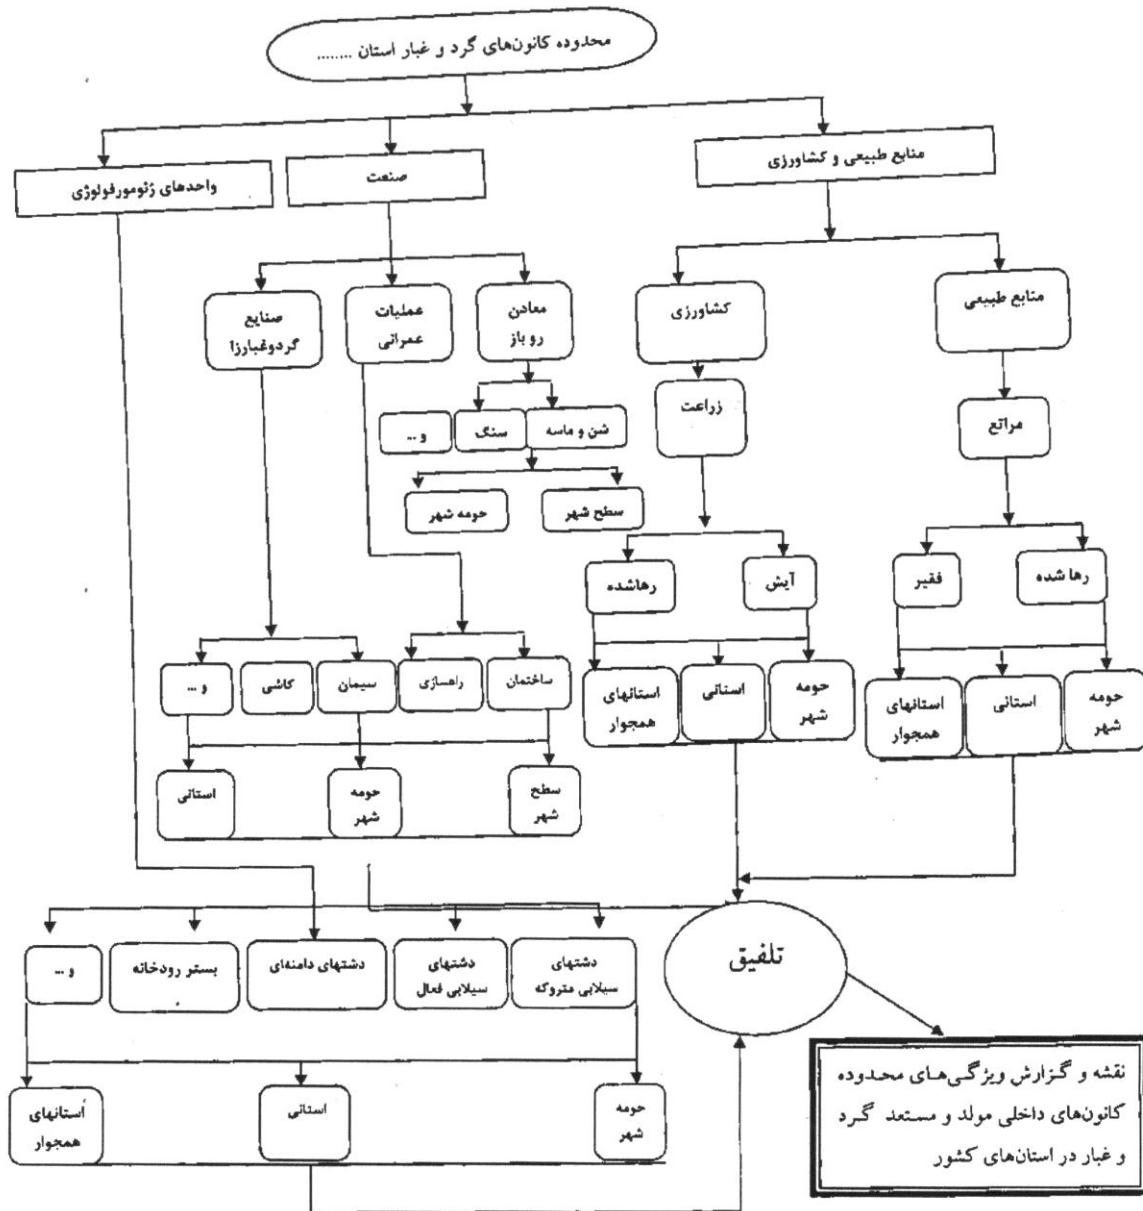 محدوده کانون‌های گرد و غبار استان ........
منابع طبیعی و کشاورزی
صنعت
واحدهای ژئومورفولوژی
منابع طبیعی
کشاورزی
معادن
رو باز
عملیات
عمرانی
صنایع
گردوغبارزا
مراتع
زراعت
شن و ماسه
سنگ
و ...
سطح شهر
حومه شهر
رها شده
فقیر
آیش
رهاشده
حومه
شهر
استانی
استانهای
همجوار
حومه
شهر
استانی
استانهای
همجوار
ساختمان
راهسازی
سیمان
کاشی
و ...
سطح
شهر
حومه
شهر
استانی
تلفیق
دشتهای
سیلابی متروکه
دشتهای
سیلابی فعال
دشتهای دامنه‌ای
بستر رودخانه
و ...
حومه
شهر
استانی
استانهای
همجوار
نقشه و گزارش ویژگی‌های محدوده
کانون‌های داخلی مولد و مستعد گرد
و غبار در استان‌های کشور